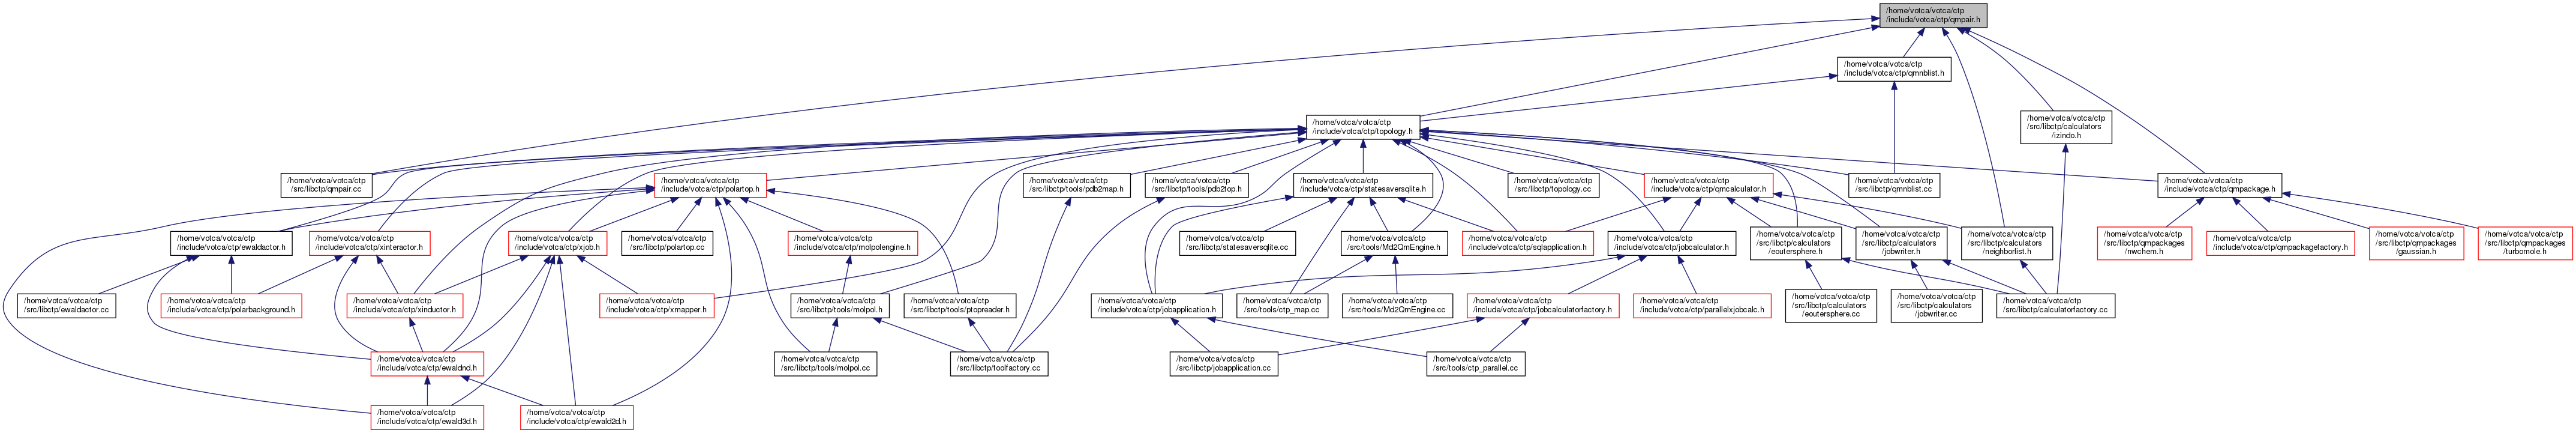 /home/votca/votca/ctp
/include/votca/ctp/qmpair.h
/home/votca/votca/ctp
/include/votca/ctp/qmnblist.h
/home/votca/votca/ctp
/include/votca/ctp/topology.h
/home/votca/votca/ctp
/src/libctp/calculators
/izindo.h
/home/votca/votca/ctp
/src/libctp/qmpair.cc
/home/votca/votca/ctp
/include/votca/ctp/polartop.h
/home/votca/votca/ctp
/src/libctp/tools/pdb2map.h
/home/votca/votca/ctp
/src/libctp/tools/pdb2top.h
/home/votca/votca/ctp
/include/votca/ctp/statesaversqlite.h
/home/votca/votca/ctp
/src/libctp/topology.cc
/home/votca/votca/ctp
/include/votca/ctp/qmcalculator.h
/home/votca/votca/ctp
/src/libctp/qmnblist.cc
/home/votca/votca/ctp
/include/votca/ctp/qmpackage.h
/home/votca/votca/ctp
/include/votca/ctp/ewaldactor.h
/home/votca/votca/ctp
/include/votca/ctp/xinteractor.h
/home/votca/votca/ctp
/include/votca/ctp/xjob.h
/home/votca/votca/ctp
/src/libctp/polartop.cc
/home/votca/votca/ctp
/include/votca/ctp/molpolengine.h
/home/votca/votca/ctp
/src/libctp/statesaversqlite.cc
/home/votca/votca/ctp
/src/tools/Md2QmEngine.h
/home/votca/votca/ctp
/include/votca/ctp/sqlapplication.h
/home/votca/votca/ctp
/include/votca/ctp/jobcalculator.h
/home/votca/votca/ctp
/src/libctp/calculators
/eoutersphere.h
/home/votca/votca/ctp
/src/libctp/calculators
/jobwriter.h
/home/votca/votca/ctp
/src/libctp/calculators
/neighborlist.h
/home/votca/votca/ctp
/src/libctp/qmpackages
/nwchem.h
/home/votca/votca/ctp
/include/votca/ctp/qmpackagefactory.h
/home/votca/votca/ctp
/src/libctp/qmpackages
/gaussian.h
/home/votca/votca/ctp
/src/libctp/qmpackages
/turbomole.h
/home/votca/votca/ctp
/src/libctp/ewaldactor.cc
/home/votca/votca/ctp
/include/votca/ctp/polarbackground.h
/home/votca/votca/ctp
/include/votca/ctp/xinductor.h
/home/votca/votca/ctp
/include/votca/ctp/xmapper.h
/home/votca/votca/ctp
/src/libctp/tools/molpol.h
/home/votca/votca/ctp
/src/libctp/tools/ptopreader.h
/home/votca/votca/ctp
/include/votca/ctp/jobapplication.h
/home/votca/votca/ctp
/src/tools/ctp_map.cc
/home/votca/votca/ctp
/src/tools/Md2QmEngine.cc
/home/votca/votca/ctp
/include/votca/ctp/jobcalculatorfactory.h
/home/votca/votca/ctp
/include/votca/ctp/parallelxjobcalc.h
/home/votca/votca/ctp
/src/libctp/calculators
/eoutersphere.cc
/home/votca/votca/ctp
/src/libctp/calculators
/jobwriter.cc
/home/votca/votca/ctp
/src/libctp/calculatorfactory.cc
/home/votca/votca/ctp
/include/votca/ctp/ewaldnd.h
/home/votca/votca/ctp
/src/libctp/tools/molpol.cc
/home/votca/votca/ctp
/src/libctp/toolfactory.cc
/home/votca/votca/ctp
/src/libctp/jobapplication.cc
/home/votca/votca/ctp
/src/tools/ctp_parallel.cc
/home/votca/votca/ctp
/include/votca/ctp/ewald3d.h
/home/votca/votca/ctp
/include/votca/ctp/ewald2d.h